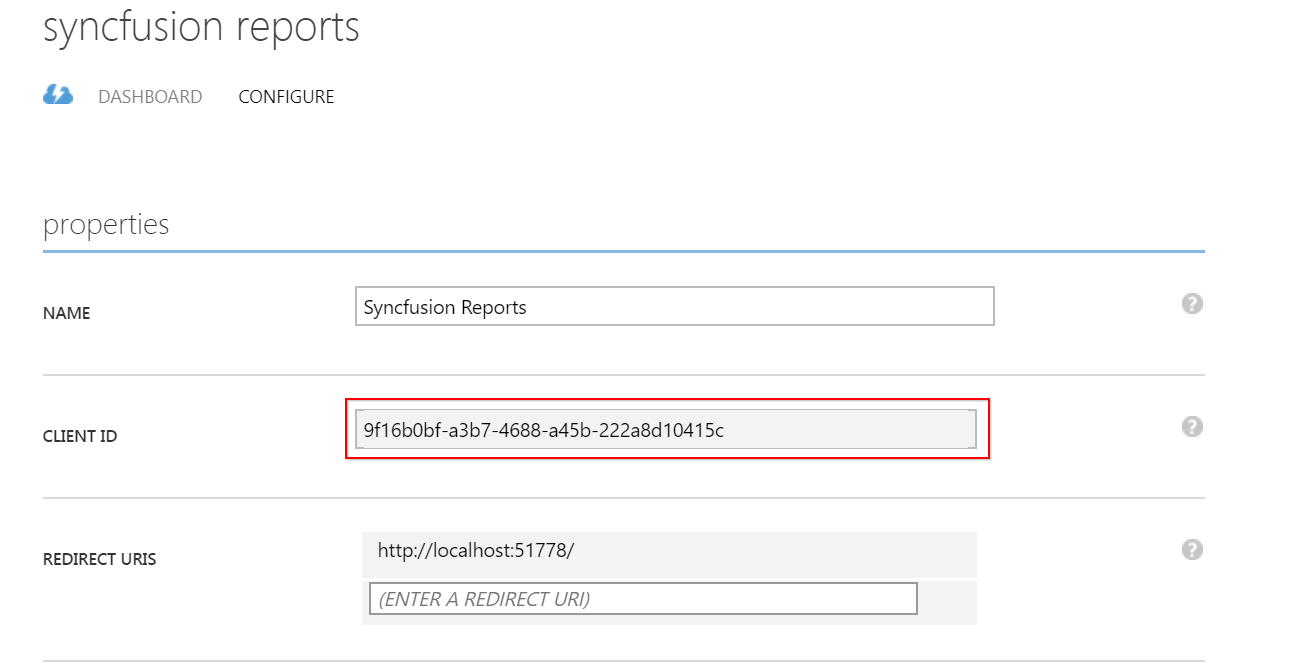 syncfusion reports
DASHBOARD CONFIGURE
properties
NAME Syncfusion Reports ?
CLIENT ID 9f16b0bf-a3b7-4688-a45b-222a8d10415c ?
REDIRECT URIS http://localhost:51778/ ?
(ENTER A REDIRECT URI)